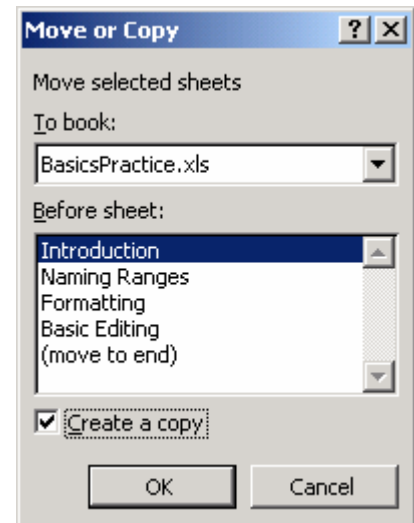 Move or Copy
Move selected sheets
To book:
BasicsPractice.xls
Before sheet:
Introduction
Naming Ranges
Formatting
Basic Editing
(move to end)
Create a copy
OK Cancel